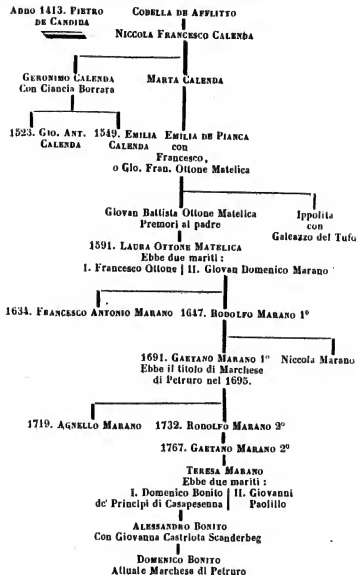 ANNO 1413. PIETRO DE CANDIDA
COBELLA DE AFFLITTO
NICCOLA FRANCESCO CALENDA
GERONIMO CALENDA
Con Ciancia Borrara
MARTA CALENDA
1523. GIO. ANT. CALENDA
1549. EMILIA CALENDA
EMILIA DE PIANCA
con
Francesco,
o Gio. Fran. Ottone Matelica
Giovan Battista Ottone Matelica
Premorì al padre
Ippolita
con
Galeazzo del Tufo
1591. LAURA OTTONE MATELICA
Ebbe due mariti :
I. Francesco Ottone | II. Giovan Domenico Marano
1634. FRANCESCO ANTONIO MARANO
1647. RODOLFO MARANO 1º
1691. GAETANO MARANO 1º
Ebbe il titolo di Marchese
di Petruro nel 1695.
Niccola Marano
1719. AGNELLO MARANO
1732. RODOLFO MARANO 2º
1767. GAETANO MARANO 2º
TERESA MARANO
Ebbe due mariti :
I. Domenico Bonito | II. Giovanni
de' Principi di Casapesenna | Paolillo
ALESSANDRO BONITO
Con Giovanna Castriota Scanderbeg
DOMENICO BONITO
Attuale Marchese di Petruro